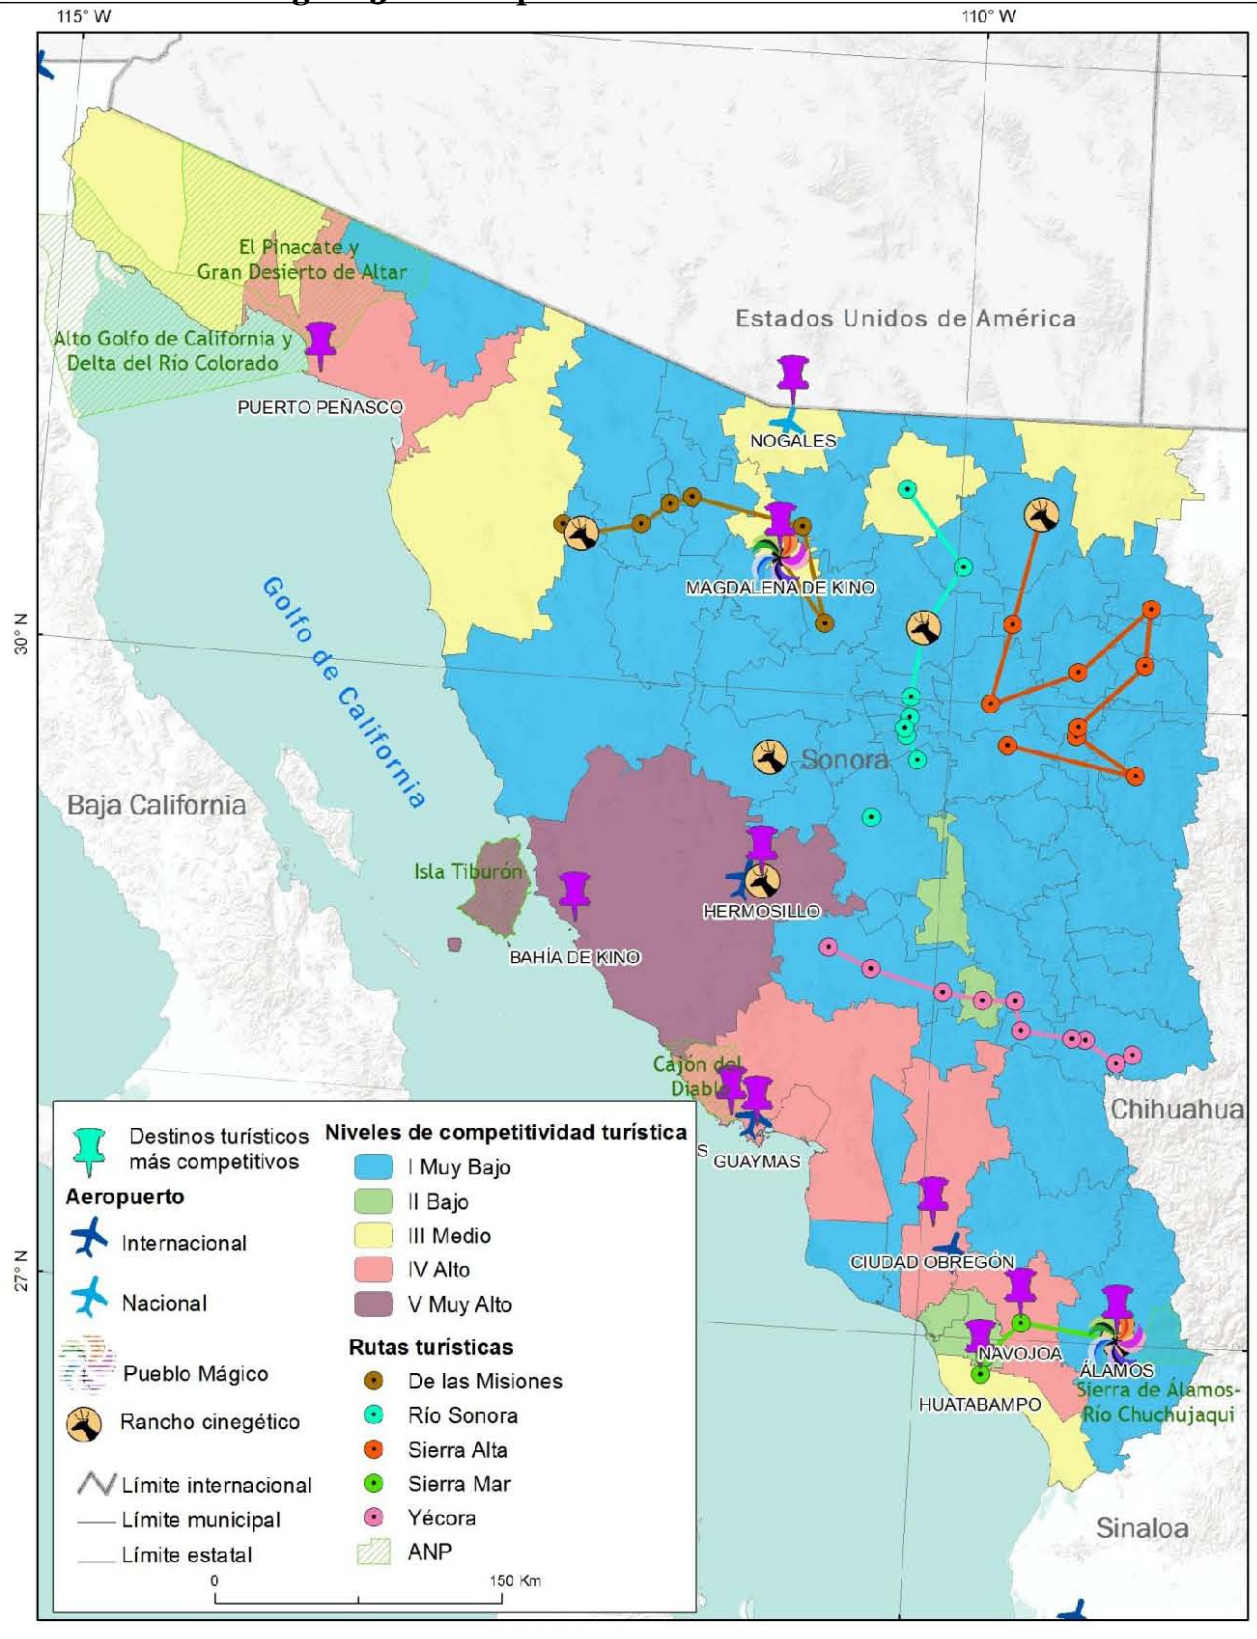 115° W
110° W
El Pinacate y
Gran Desierto de Altar
Estados Unidos de América
Alto Golfo de California y
Delta del Río Colorado
PUERTO PEÑASCO
NOGALES
MAGDALENA DE KINO
30° N
Golfo de California
Sonora
Baja California
Isla Tiburón
HERMOSILLO
BAHÍA DE KINO
Cajón del
Diablo
Chihuahua
S
GUAYMAS
CIUDAD OBREGÓN
27° N
NAVOJOA
ÁLAMOS
HUATABAMPO
Sierra de Álamos-
Río Chuchujaqui
Sinaloa
Destinos turísticos
más competitivos
Aeropuerto
Internacional
Nacional
Pueblo Mágico
Rancho cinegético
Límite internacional
Límite municipal
Límite estatal
Niveles de competitividad turística
I Muy Bajo
II Bajo
III Medio
IV Alto
V Muy Alto
Rutas turísticas
De las Misiones
Río Sonora
Sierra Alta
Sierra Mar
Yécora
ANP
0
150 Km